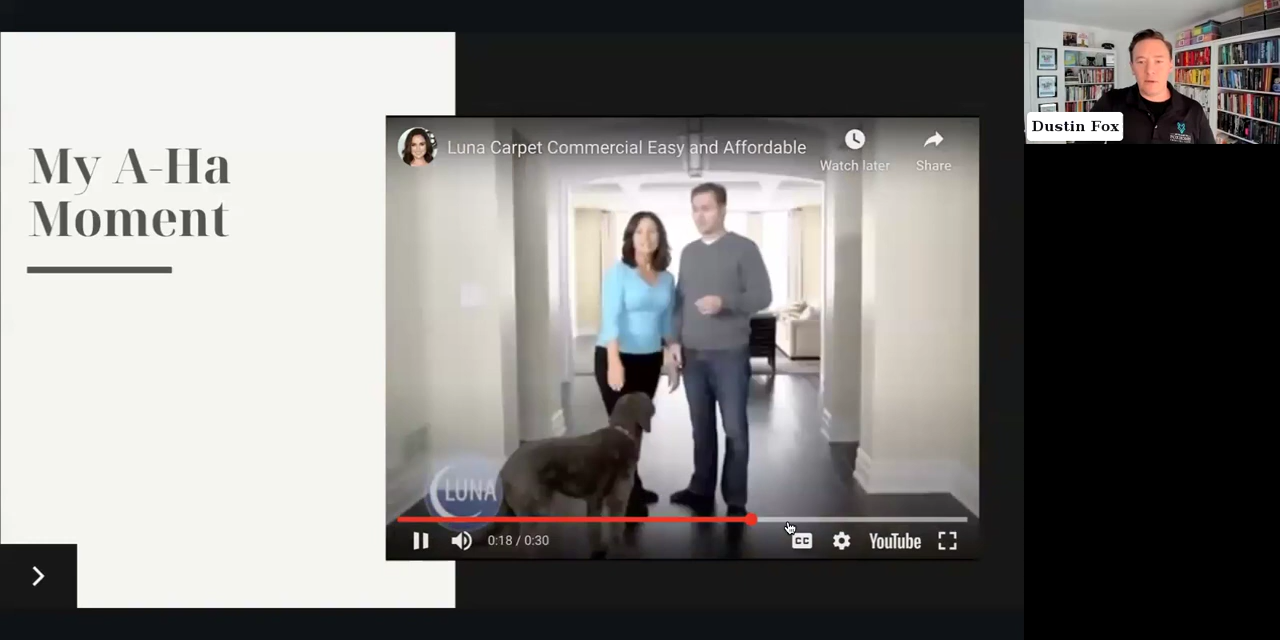 My A-Ha
Moment
Luna Carpet Commercial Easy and Affordable
Watch later
Share
LUNA
0:18 / 0:30
CC
YouTube
Dustin Fox